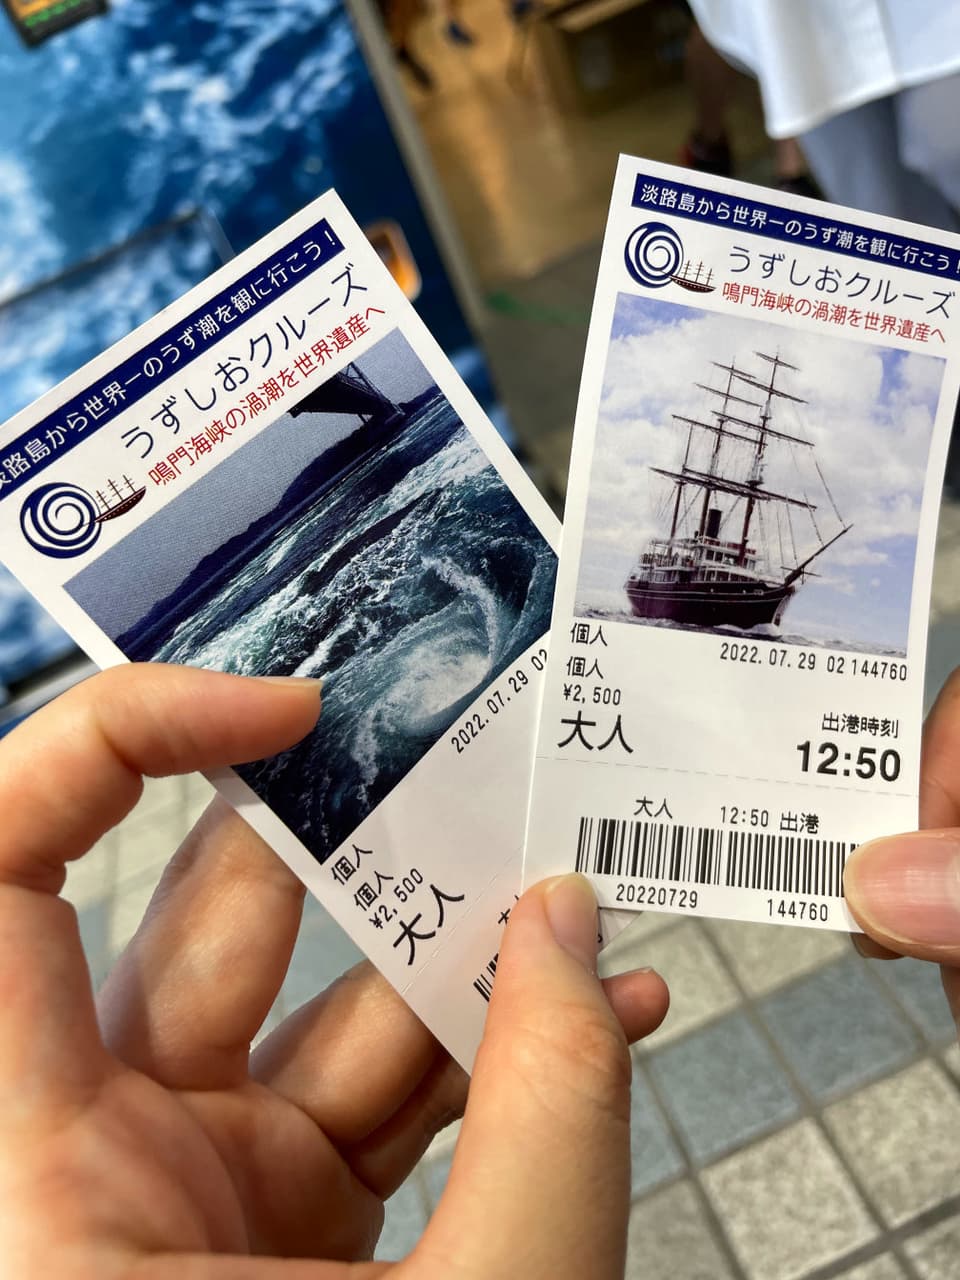 淡路島から世界一のうず潮を観に行こう！
うずしおクルーズ
鳴門海峡の渦潮を世界遺産へ
2022.07.29 02
個人
個人
¥2,500
大人
淡路島から世界一のうず潮を観に行こう！
うずしおクルーズ
鳴門海峡の渦潮を世界遺産へ
個人
2022.07.29 02 144760
個人
¥2,500
出港時刻
大人
12:50
大人 12:50 出港
20220729 144760